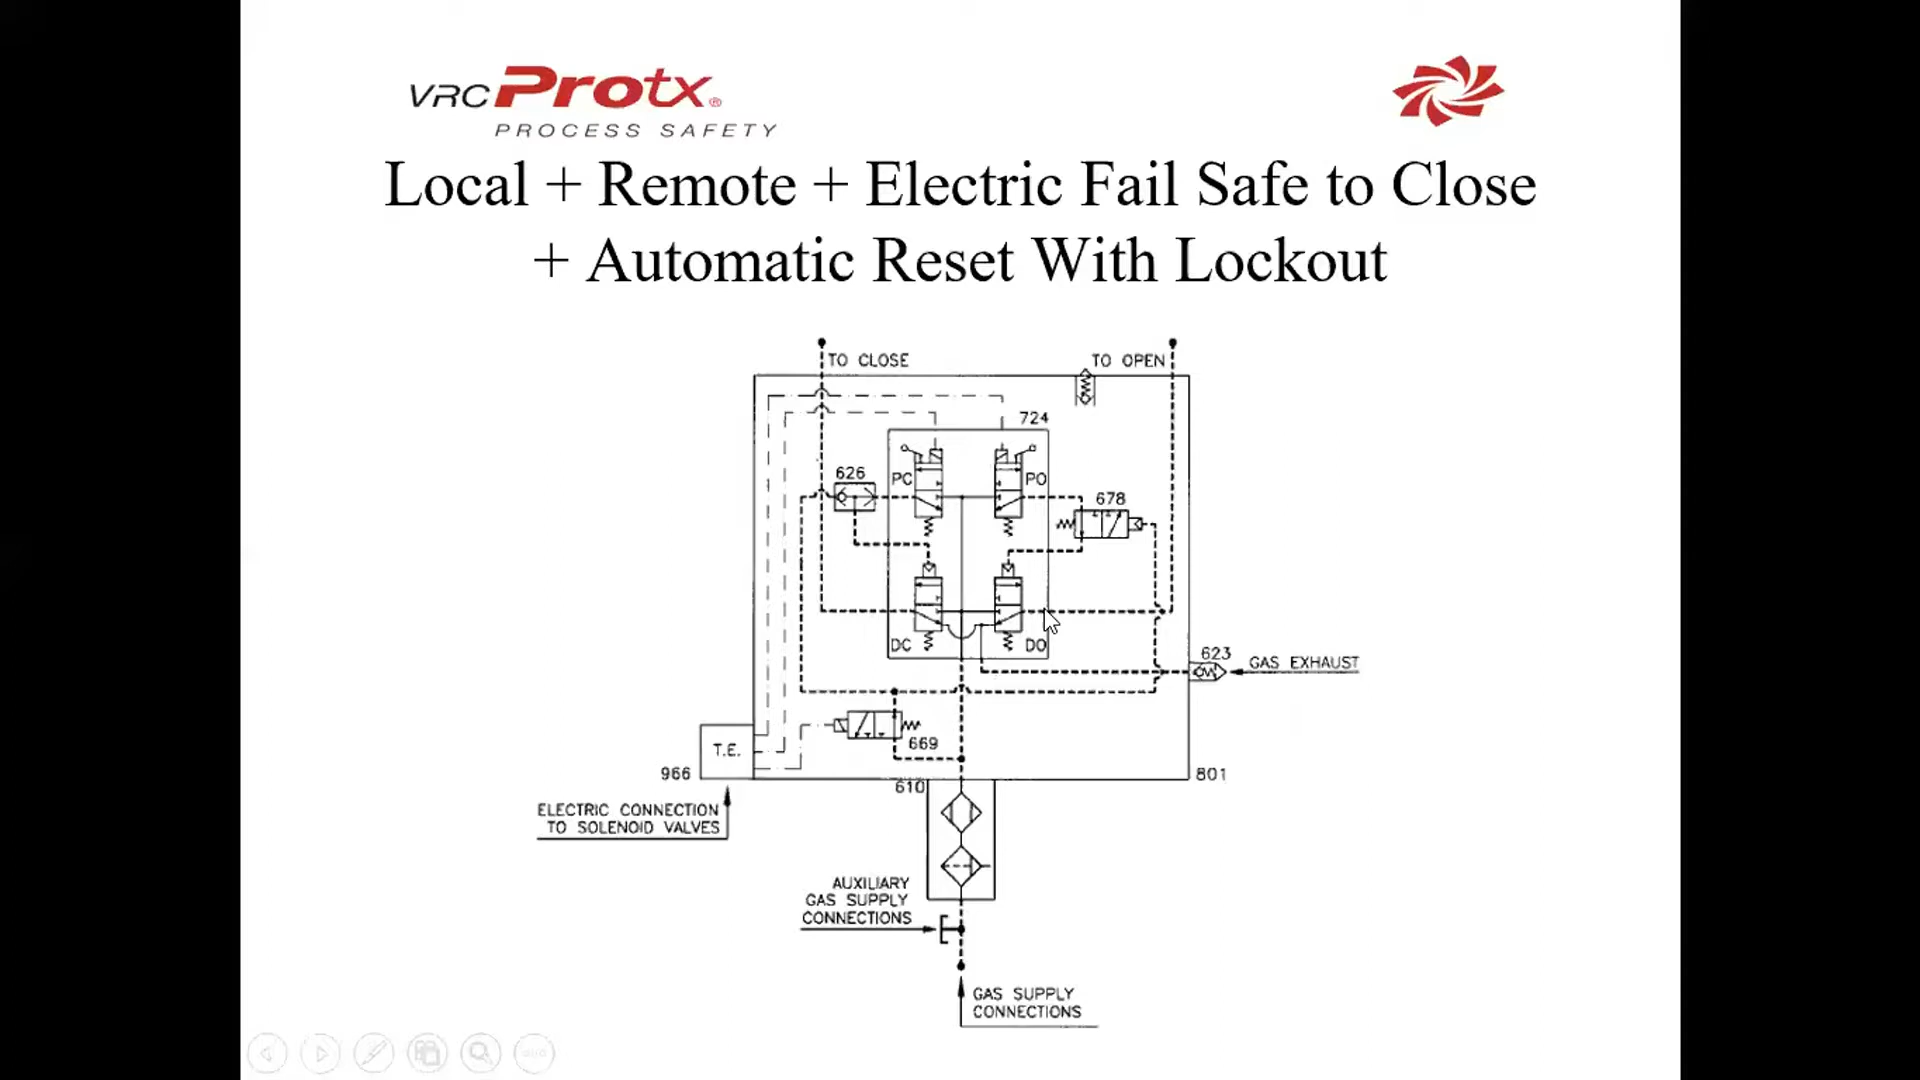 VRC Protx®
PROCESS SAFETY
Local + Remote + Electric Fail Safe to Close
+ Automatic Reset With Lockout
TO CLOSE
TO OPEN
724
626
PC
PO
678
DC
DO
623
GAS EXHAUST
669
T.E.
966
610
801
ELECTRIC CONNECTION
TO SOLENOID VALVES
AUXILIARY
GAS SUPPLY
CONNECTIONS
GAS SUPPLY
CONNECTIONS